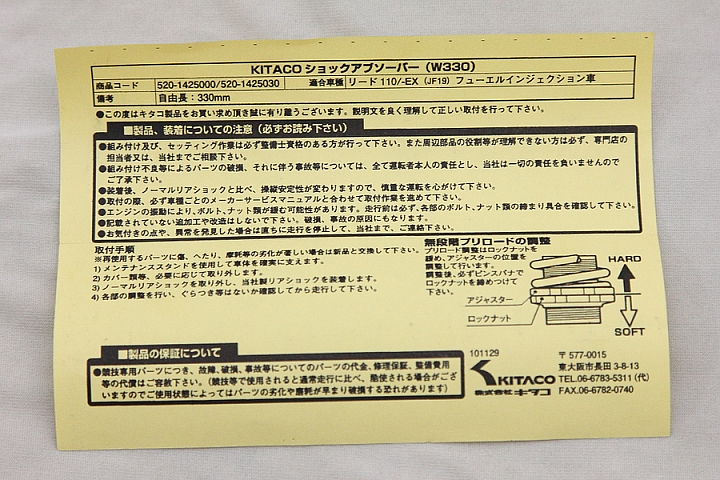 KITACO ショックアブソーバー（W330）
商品コード 520-1425000/520-1425030 適合車種 リード 110/-EX（JF19）フューエルインジェクション車
備考 自由長：330mm
●この度はキタコ製品をお買い求め頂き誠に有り難うございます。説明文を良く理解して正しい取付を行って下さい。
■製品、装着についての注意（必ずお読み下さい）
●組み付け及び、セッティング作業は必ず整備士資格のある方が行って下さい。また周辺部品の役割等が理解できない方は必ず、専門店の
担当者又は、当社までご相談下さい。
●組み付け不良等によるパーツの破損、それに伴う事故等については、全て運転者本人の責任とし、当社は一切の責任を負いませんので
ご了承下さい。
●装着後、ノーマルリアショックと比べ、操縦安定性が変わりますので、慎重な運転を心がけて下さい。
●取付の際、必ず車種ごとのメーカーサービスマニュアルと合わせて取付作業を進めて下さい。
●エンジンの振動により、ボルト、ナット類が緩む可能性があります。走行前は必ず、各部のボルト、ナット類の締まり具合を確認して下さい。
●記載されていない追加工や改造はしないで下さい。破損、事故の原因にもなります。
●お気付きの点や、異常を発見した場合は直ちに走行を停止して、当社まで、ご連絡下さい。
取付手順
※再使用するパーツに傷、へたり、摩耗等の劣化が著しい場合は新品と交換して下さい。
1) メンテナンススタンドを使用して車体を確実に支えます。
2) カバー類等、必要に応じて取り外します。
3) ノーマルリアショックを取り外し、当社製リアショックを装着します。
4) 各部の調整を行い、ぐらつき等はないか確認してから走行して下さい。
無段階プリロードの調整
プリロード調整はロックナットを
緩め、アジャスターの位置を
調整して行います。
調整後、必ずピンスパナで
ロックナットを締めつけて
下さい。
HARD
アジャスター
ロックナット
SOFT
■製品の保証について
●競技専用パーツにつき、故障、破損、事故等についてのパーツの代金、修理保証、整備費用
等の代償はご容赦下さい。（競技等で使用されると通常走行に比べ、酷使される場合がござ
いますのでご使用状態によってはパーツの劣化や磨耗が早まり破損する恐れがあります）
101129
KITACO
株式会社キタコ
〒577-0015
東大阪市長田 3-8-13
TEL.06-6783-5311（代）
FAX.06-6782-0740